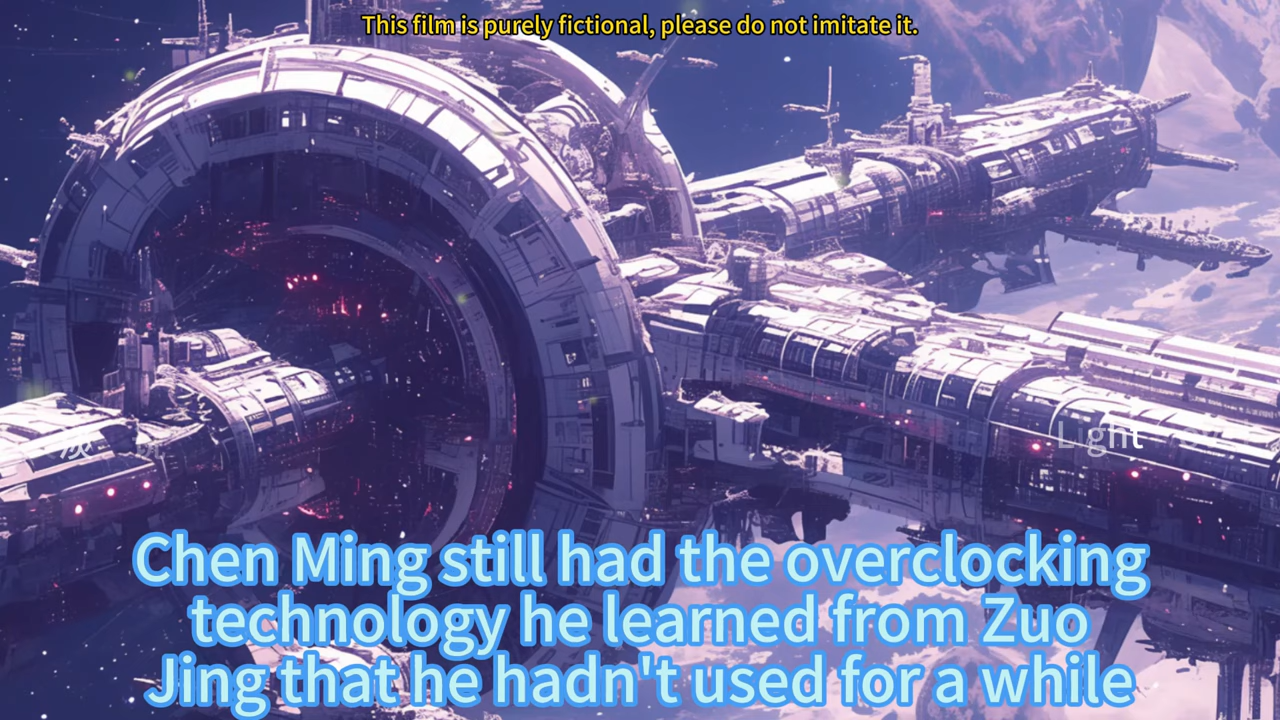 This film is purely fictional, please do not imitate it.
Light
Chen Ming still had the overclocking
technology he learned from Zuo
Jing that he hadn't used for a while